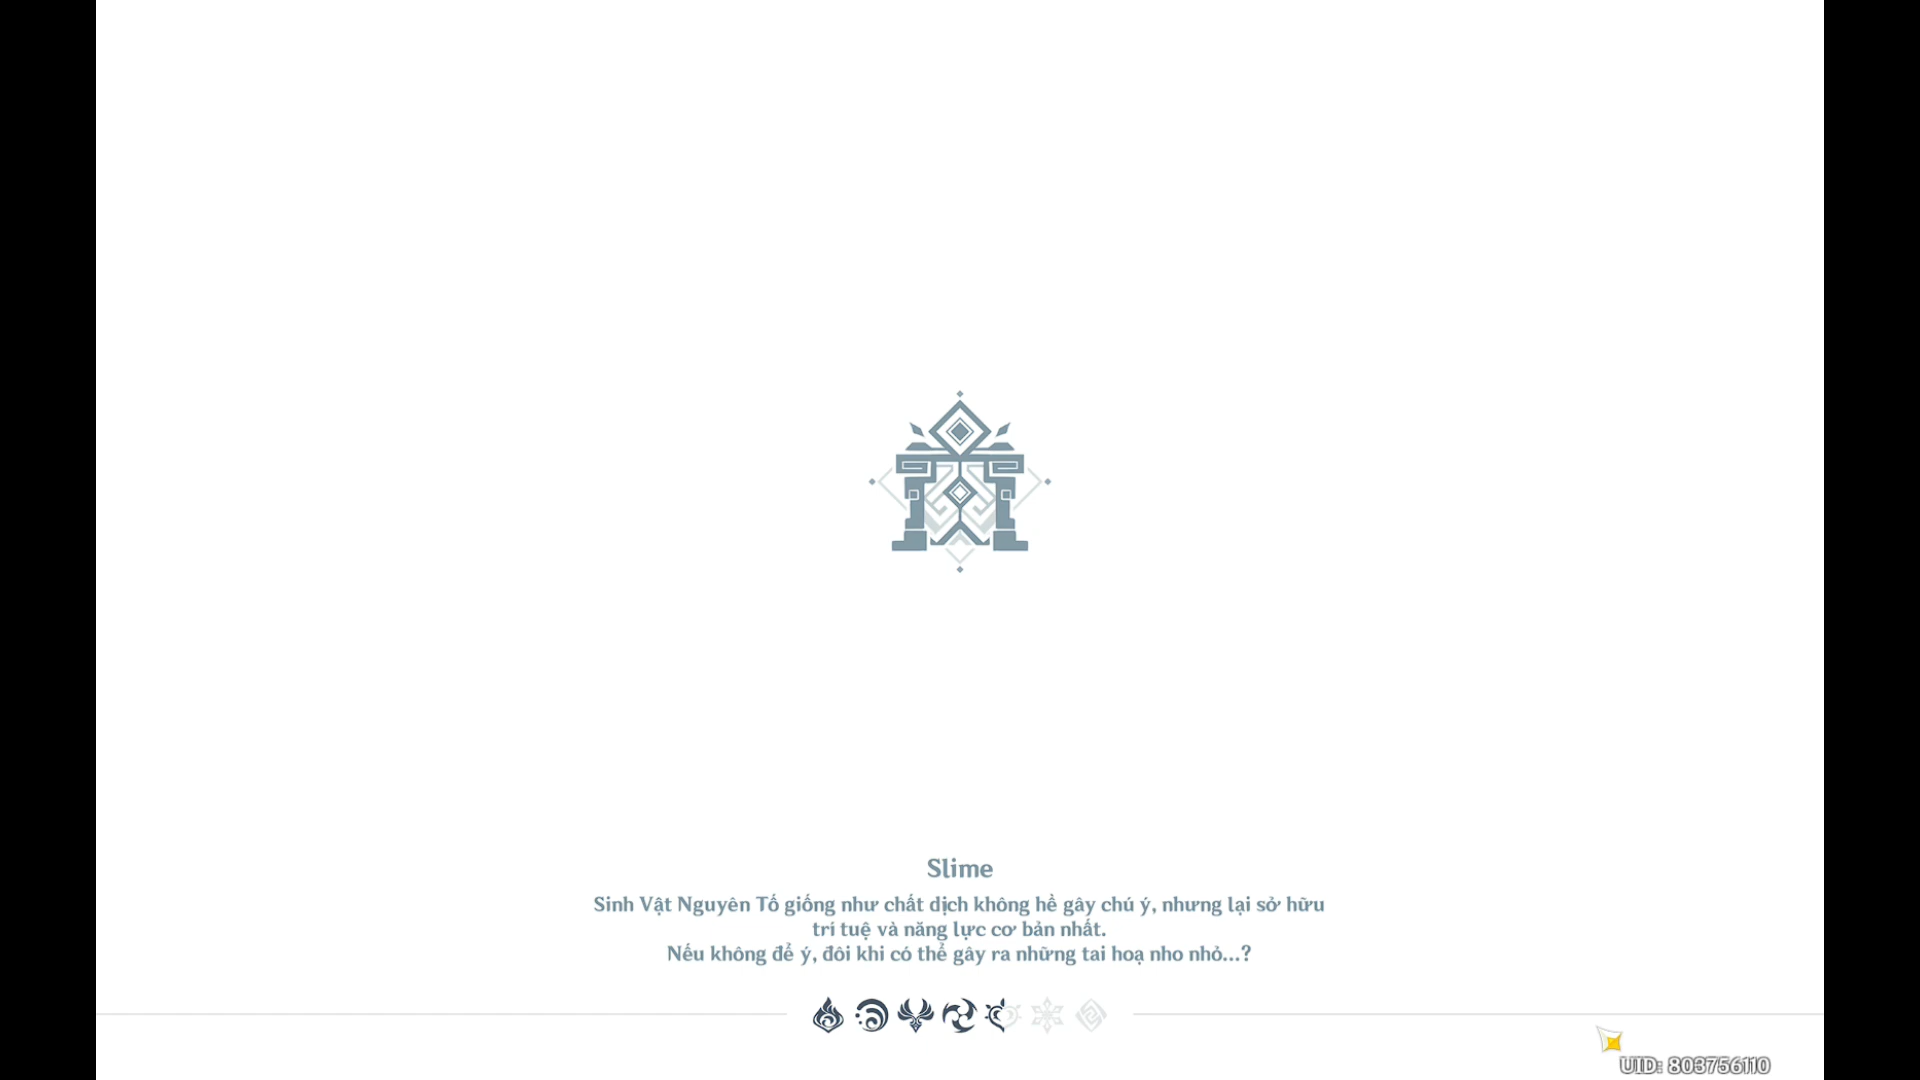 Slime
Sinh Vật Nguyên Tố giống như chất dịch không hề gây chú ý, nhưng lại sở hữu
trí tuệ và năng lực cơ bản nhất.
Nếu không để ý, đôi khi có thể gây ra những tai hoạ nho nhỏ...?
UID: 803756110